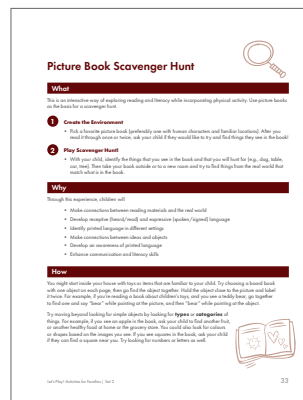 Picture Book Scavenger Hunt
What
This is an interactive way of exploring reading and literacy while incorporating physical activity. Use picture books
as the basis for a scavenger hunt.
1 Create the Environment
• Pick a favorite picture book (preferably one with human characters and familiar locations). After you
read it through once or twice, ask your child if they would like to try and find things they see in the book!
2 Play Scavenger Hunt!
• With your child, identify the things that you see in the book and that you will hunt for (e.g., dog, table,
car, tree). Then take your book outside or to a new room and try to find things from the real world that
match what is in the book.
Why
Through this experience, children will
• Make connections between reading materials and the real world
• Develop receptive (heard/read) and expressive (spoken/signed) language
• Identify printed language in different settings
• Make connections between ideas and objects
• Develop an awareness of printed language
• Enhance communication and literacy skills
How
You might start inside your house with toys or items that are familiar to your child. Try choosing a board book
with one object on each page, then go find the object together. Hold the object close to the picture and label
it twice. For example, if you're reading a book about children's toys, and you see a teddy bear, go together
to find one and say "bear" while pointing at the picture, and then "bear" while pointing at the object.
Try moving beyond looking for simple objects by looking for types or categories of
things. For example, if you see an apple in the book, ask your child to find another fruit,
or another healthy food at home or the grocery store. You could also look for colours
or shapes based on the images you see. If you see squares in the book, ask your child
if they can find a square near you. Try looking for numbers or letters as well.
Let's Play! Activities for Families | Set 2
33